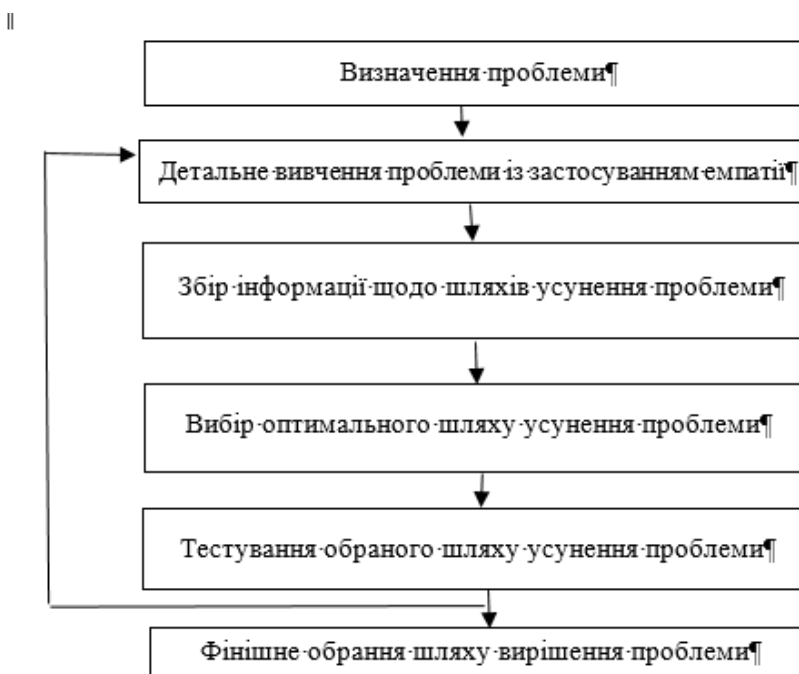 Визначення·проблеми¶
Детальне·вивчення·проблеми·із·застосуванням·емпатії¶
Збір·інформації·щодо·шляхів·усунення·проблеми¶
Вибір·оптимального·шляху·усунення·проблеми¶
Тестування·обраного·шляху·усунення·проблеми¶
Фінішне·обрання·шляху·вирішення·проблеми¶